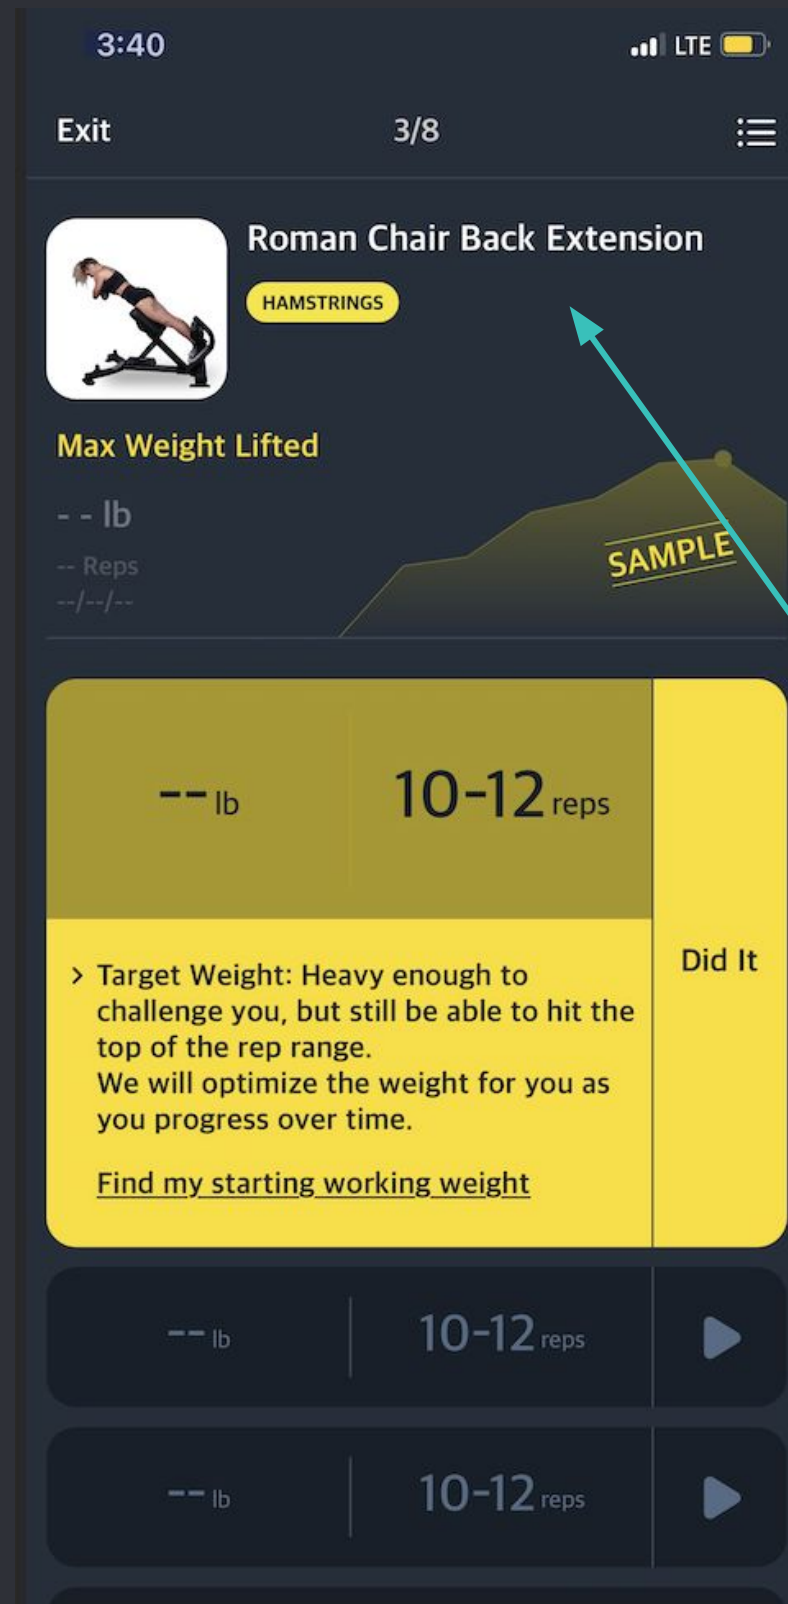 3:40 LTE
Exit 3/8
Roman Chair Back Extension
HAMSTRINGS
Max Weight Lifted
- - lb
-- Reps
--/--/--
SAMPLE
-- lb 10-12 reps
Did It
> Target Weight: Heavy enough to
challenge you, but still be able to hit the
top of the rep range.
We will optimize the weight for you as
you progress over time.
Find my starting working weight
-- lb 10-12 reps
-- lb 10-12 reps